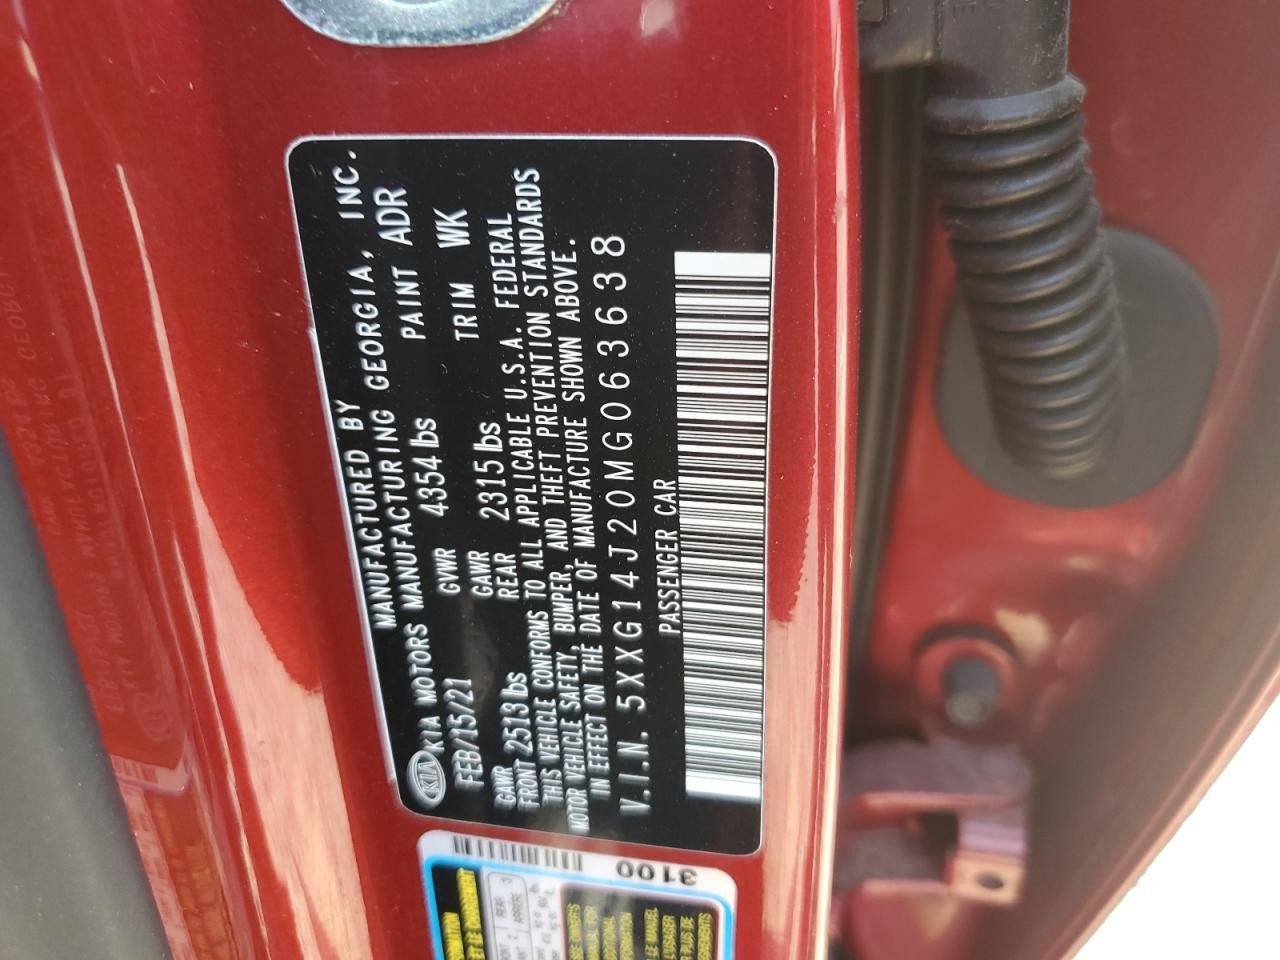 MANUFACTURED BY
KIA MOTORS MANUFACTURING GEORGIA, INC.
KIA
FEB/15/21 GVWR 4354 lbs PAINT ADR
GAWR FRONT 2513 lbs GAWR REAR 2315 lbs TRIM WK
THIS VEHICLE CONFORMS TO ALL APPLICABLE U.S.A. FEDERAL
MOTOR VEHICLE SAFETY, BUMPER, AND THEFT PREVENTION STANDARDS
IN EFFECT ON THE DATE OF MANUFACTURE SHOWN ABOVE.
V.I.N. 5XXG14J20MG063638
PASSENGER CAR
3100